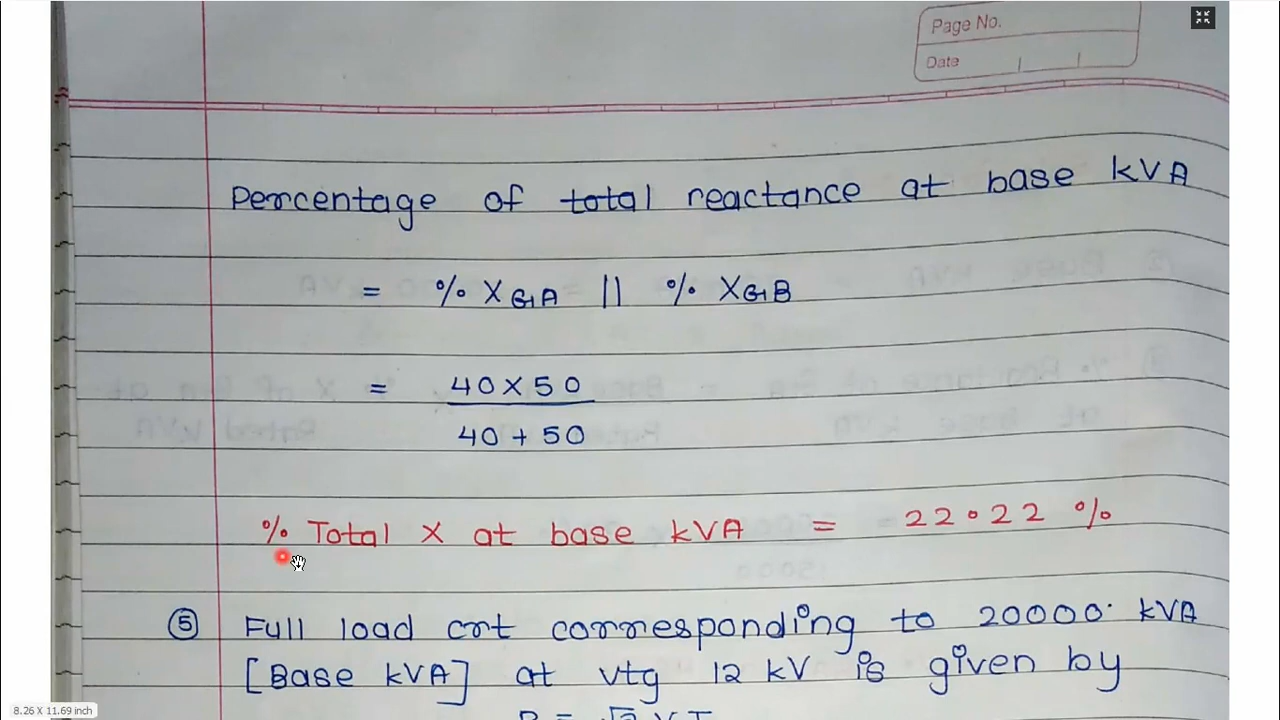 Page No.
Date
Percentage of total reactance at base kVA
= % XGA || % XGB
= 40 X 50
40 + 50
% Total X at base kVA = 22.22 %
⑤ Full load crt corresponding to 20000 kVA
[Base kVA] at vtg 12 kV is given by
P = √3 V I
8.26 X 11.69 inch